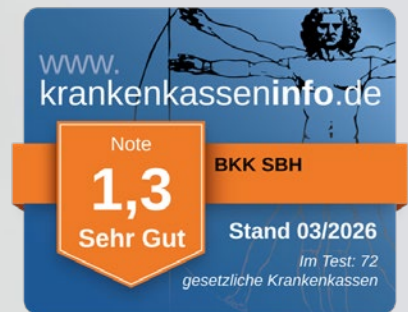 www.
krankenkasseninfo.de
Note
1,3
Sehr Gut
BKK SBH
Stand 03/2026
Im Test: 72
gesetzliche Krankenkassen